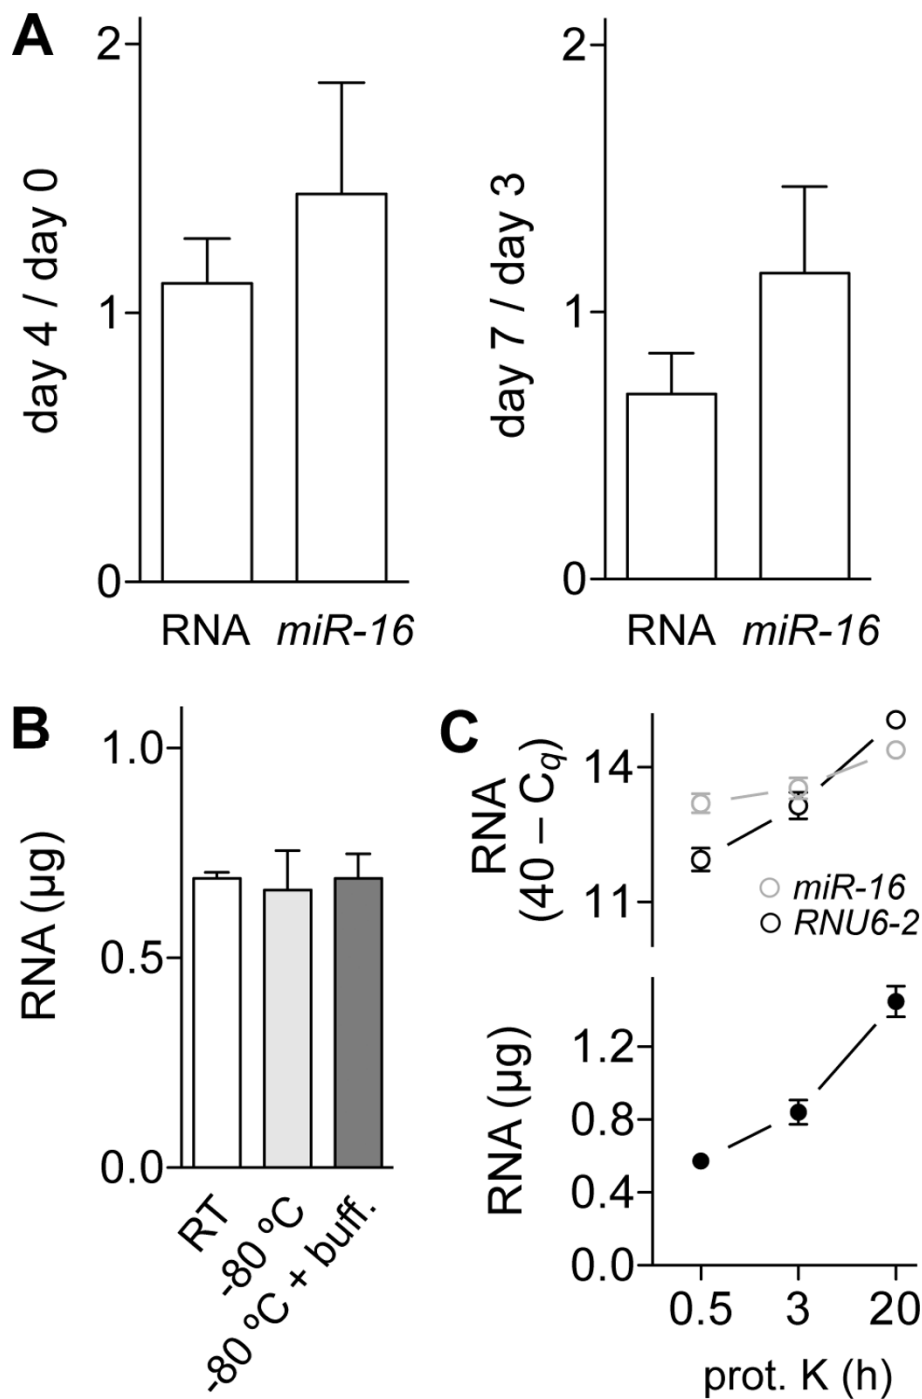 A
day 4 / day 0
2
1
0
RNA
miR-16
day 7 / day 3
2
1
0
RNA
miR-16
B
RNA (µg)
1.0
0.5
0.0
RT
-80 ºC
-80 ºC + buff.
C
RNA
(40 – Cq)
14
11
miR-16
RNU6-2
RNA (µg)
1.2
0.8
0.4
0.0
0.5
3
20
prot. K (h)